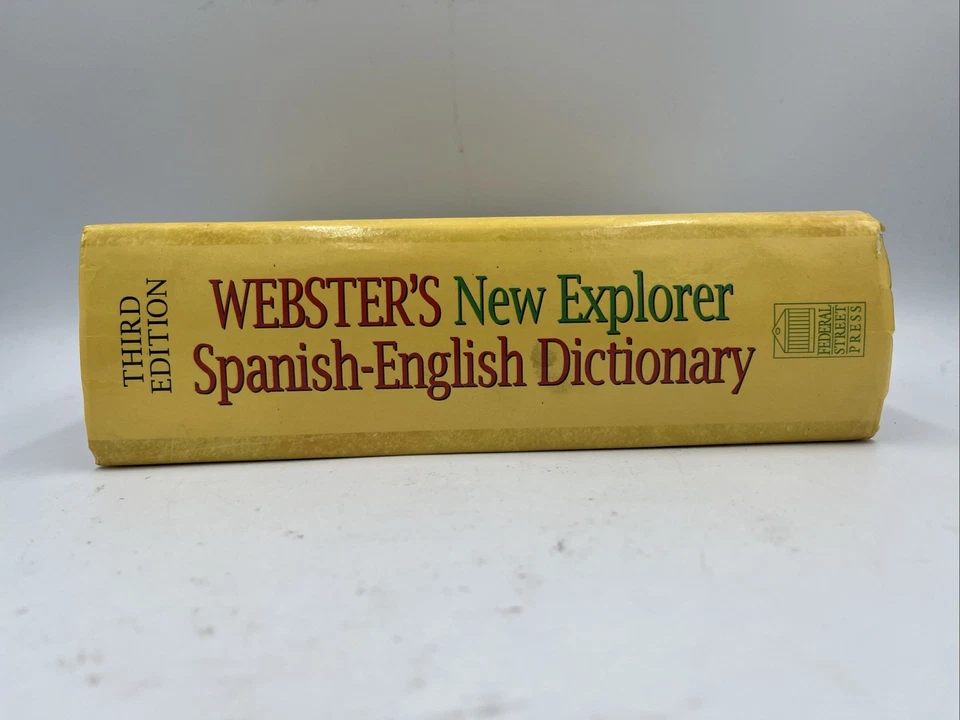 THIRD
EDITION
WEBSTER'S New Explorer
Spanish-English Dictionary
FEDERAL
STREET
PRESS